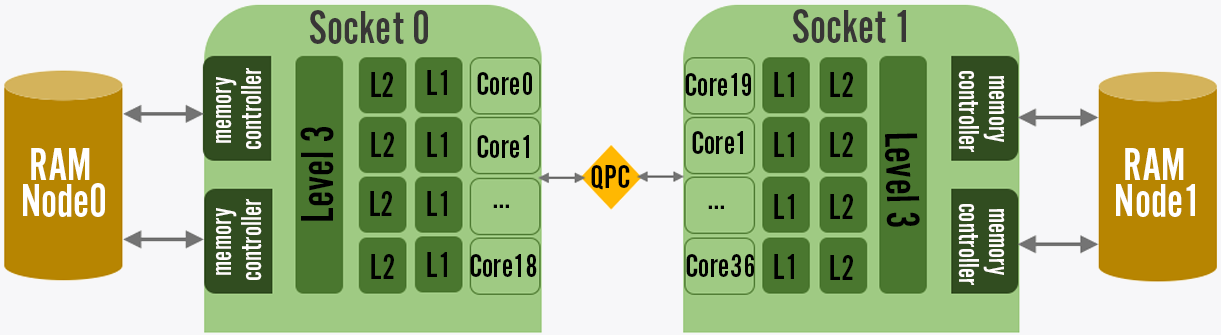 Socket 0
memory
controller
memory
controller
Level 3
L2
L1
Core0
L2
L1
Core1
L2
L1
...
L2
L1
Core18
RAM
Node0
QPC
Socket 1
Core19
L1
L2
Core1
L1
L2
...
L1
L2
Core36
L1
L2
Level 3
memory
controller
memory
controller
RAM
Node1